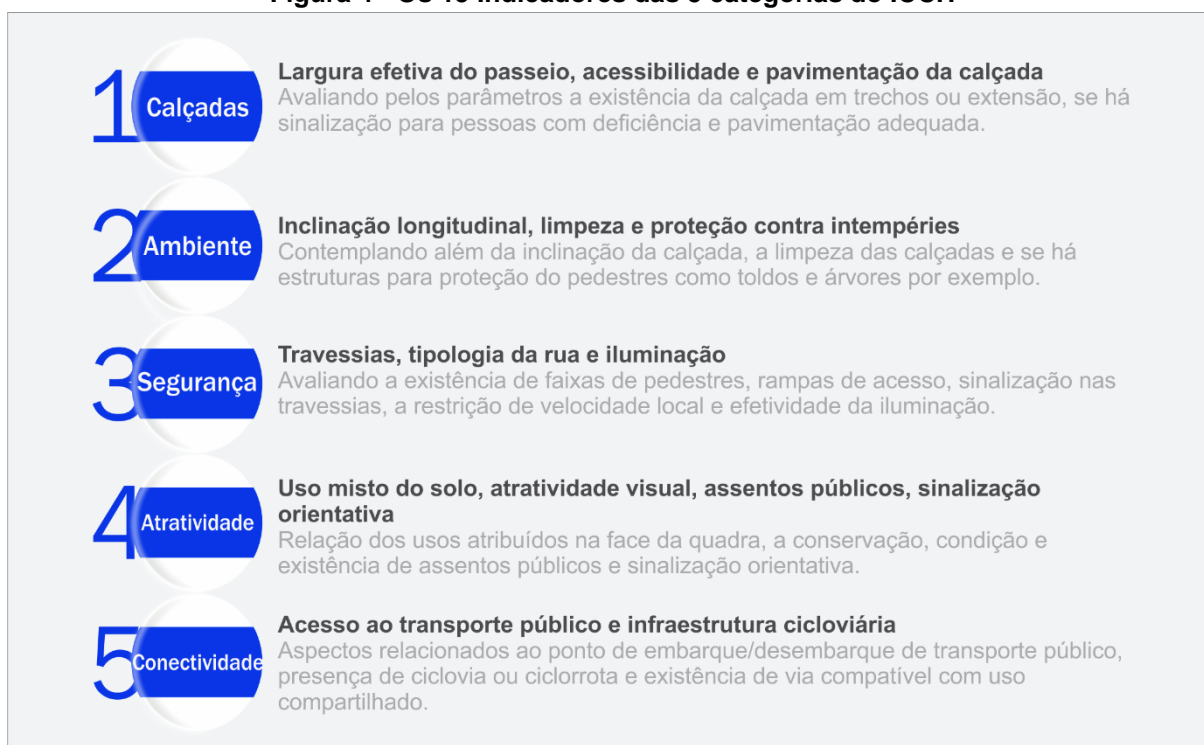 1 Calçadas
Largura efetiva do passeio, acessibilidade e pavimentação da calçada
Avaliando pelos parâmetros a existência da calçada em trechos ou extensão, se há
sinalização para pessoas com deficiência e pavimentação adequada.
2 Ambiente
Inclinação longitudinal, limpeza e proteção contra intempéries
Contemplando além da inclinação da calçada, a limpeza das calçadas e se há
estruturas para proteção do pedestres como toldos e árvores por exemplo.
3 Segurança
Travessias, tipologia da rua e iluminação
Avaliando a existência de faixas de pedestres, rampas de acesso, sinalização nas
travessias, a restrição de velocidade local e efetividade da iluminação.
4 Atratividade
Uso misto do solo, atratividade visual, assentos públicos, sinalização
orientativa
Relação dos usos atribuídos na face da quadra, a conservação, condição e
existência de assentos públicos e sinalização orientativa.
5 Conectividade
Acesso ao transporte público e infraestrutura cicloviária
Aspectos relacionados ao ponto de embarque/desembarque de transporte público,
presença de ciclovia ou ciclorrota e existência de via compatível com uso
compartilhado.